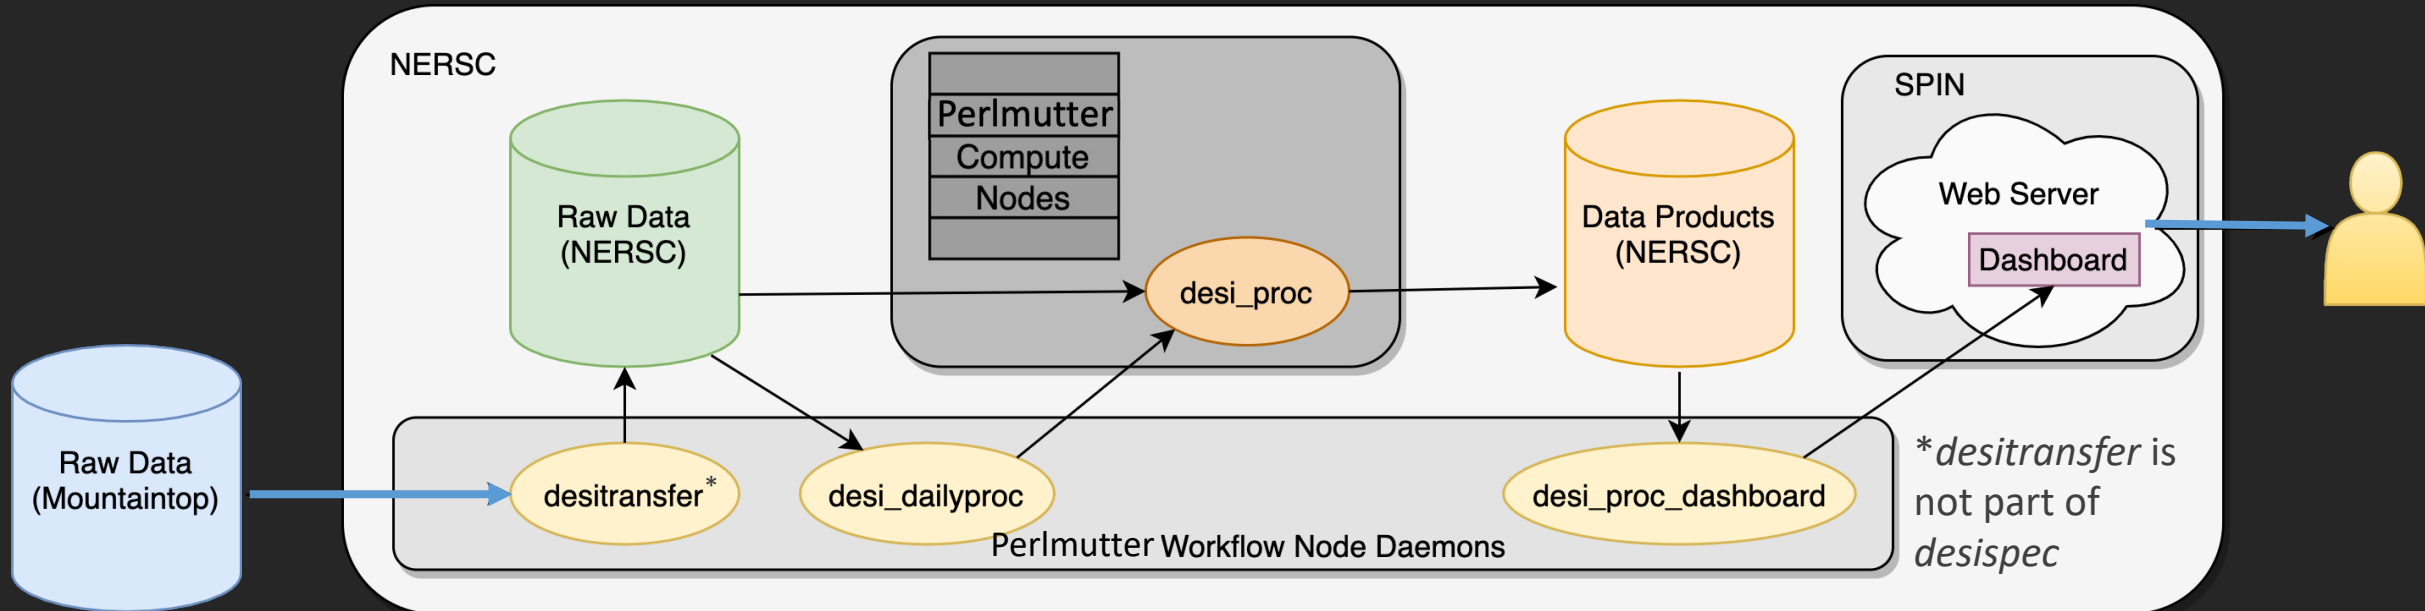 NERSC
Perlmutter
Compute
Nodes
SPIN
Raw Data
(NERSC)
desi_proc
Data Products
(NERSC)
Web Server
Dashboard
Raw Data
(Mountaintop)
desitransfer*
desi_dailyproc
desi_proc_dashboard
Perlmutter Workflow Node Daemons
*desitransfer is
not part of
desispec